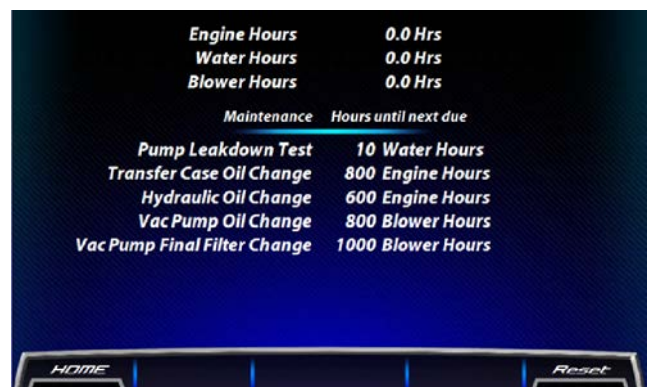 Engine Hours 0.0 Hrs
Water Hours 0.0 Hrs
Blower Hours 0.0 Hrs
Maintenance Hours until next due
Pump Leakdown Test 10 Water Hours
Transfer Case Oil Change 800 Engine Hours
Hydraulic Oil Change 600 Engine Hours
Vac Pump Oil Change 800 Blower Hours
Vac Pump Final Filter Change 1000 Blower Hours
HOME Reset